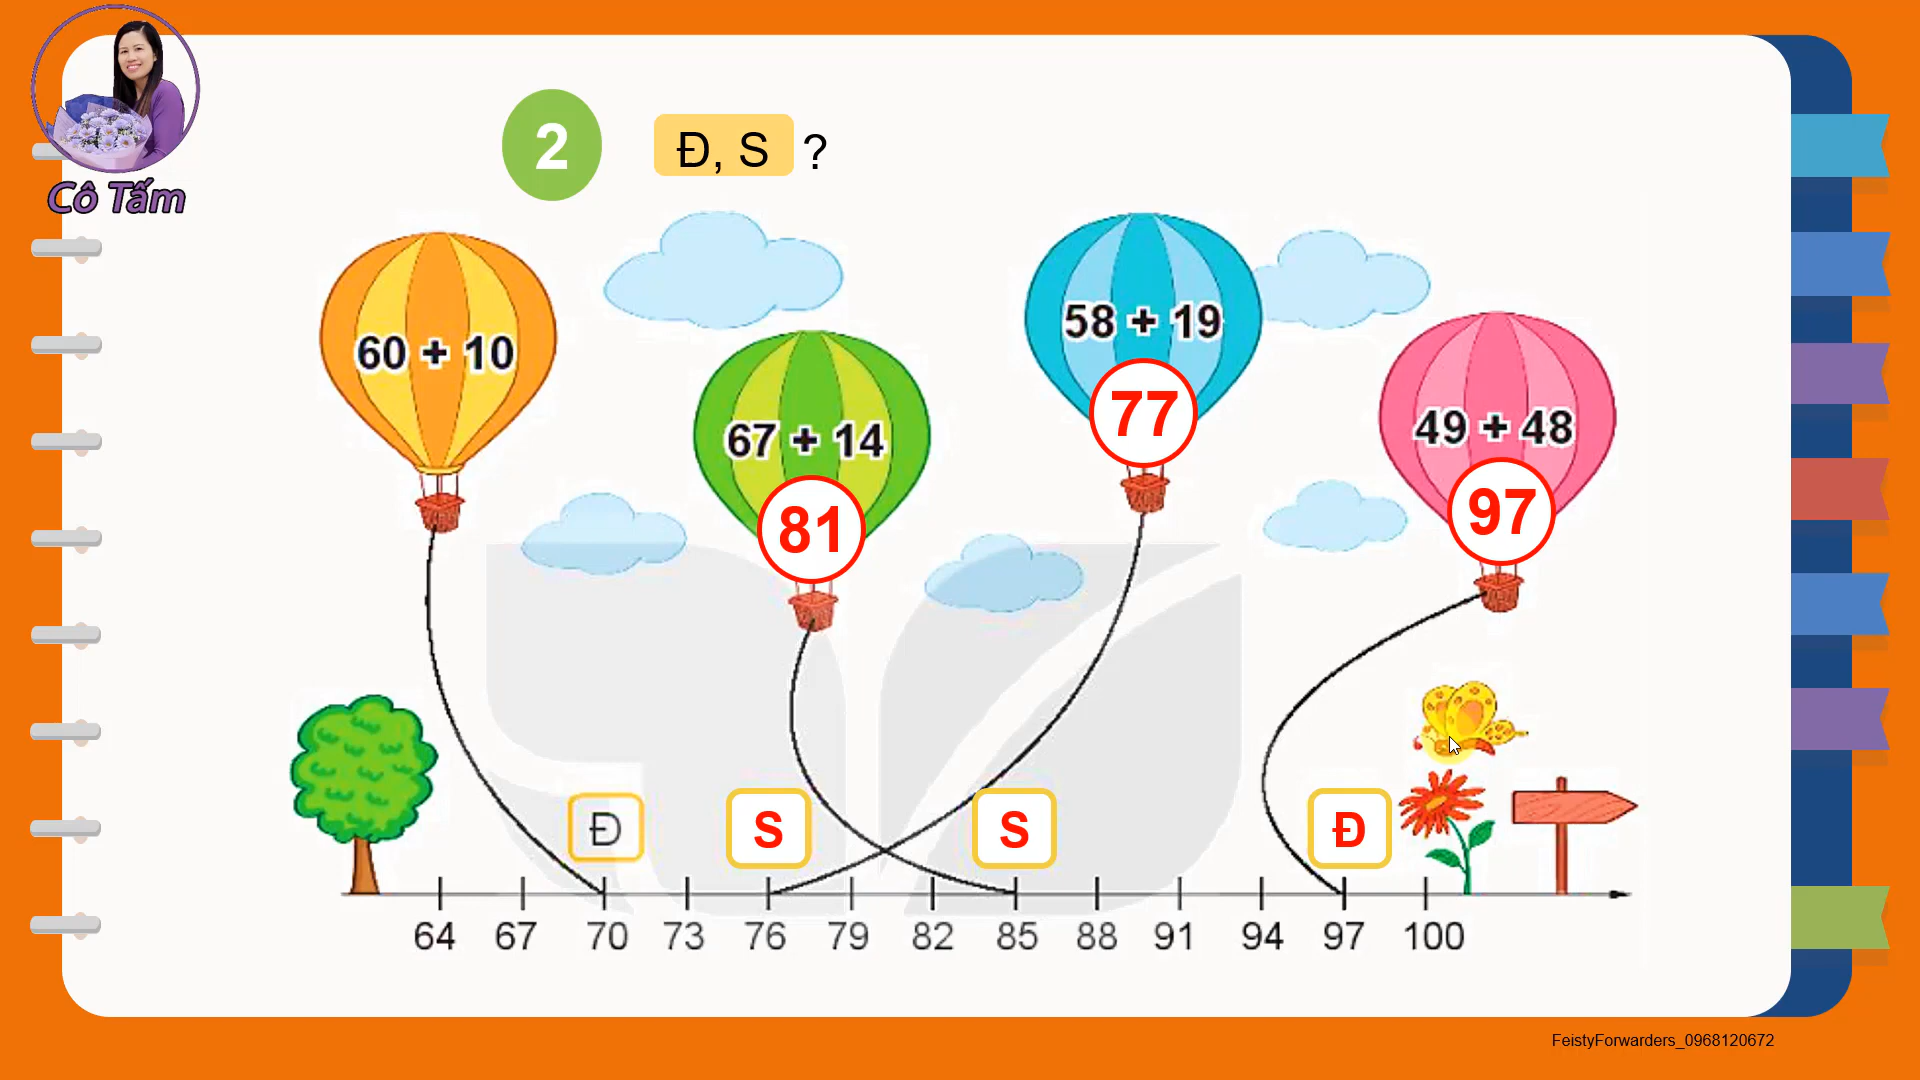 Cô Tấm
2
Đ, S ?
60 + 10
67 + 14
81
58 + 19
77
49 + 48
97
Đ
S
S
Đ
64 67 70 73 76 79 82 85 88 91 94 97 100
FeistyForwarders_0968120672